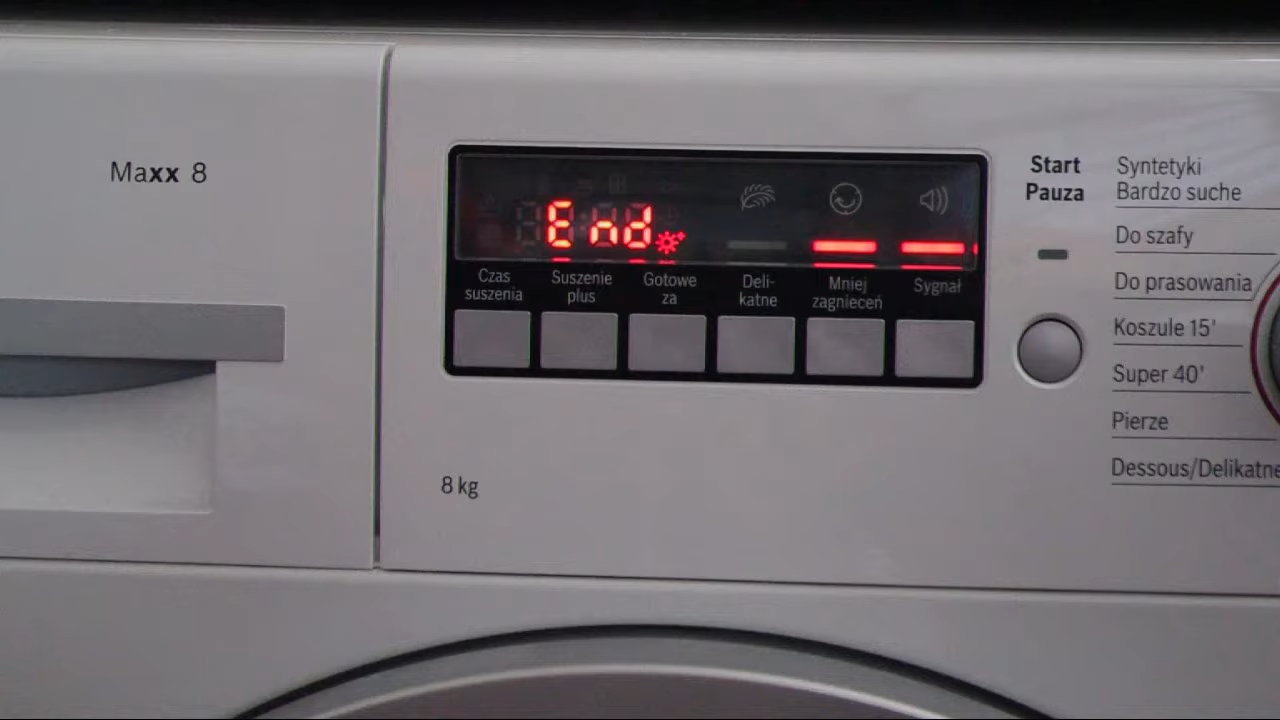 Maxx 8
End
Czas
suszenia
Suszenie
plus
Gotowe
za
Deli-
katne
Mniej
zagnieceń
Sygnał
Start
Pauza
Syntetyki
Bardzo suche
Do szafy
Do prasowania
Koszule 15'
Super 40'
Pierze
Dessous/Delikatne
8 kg